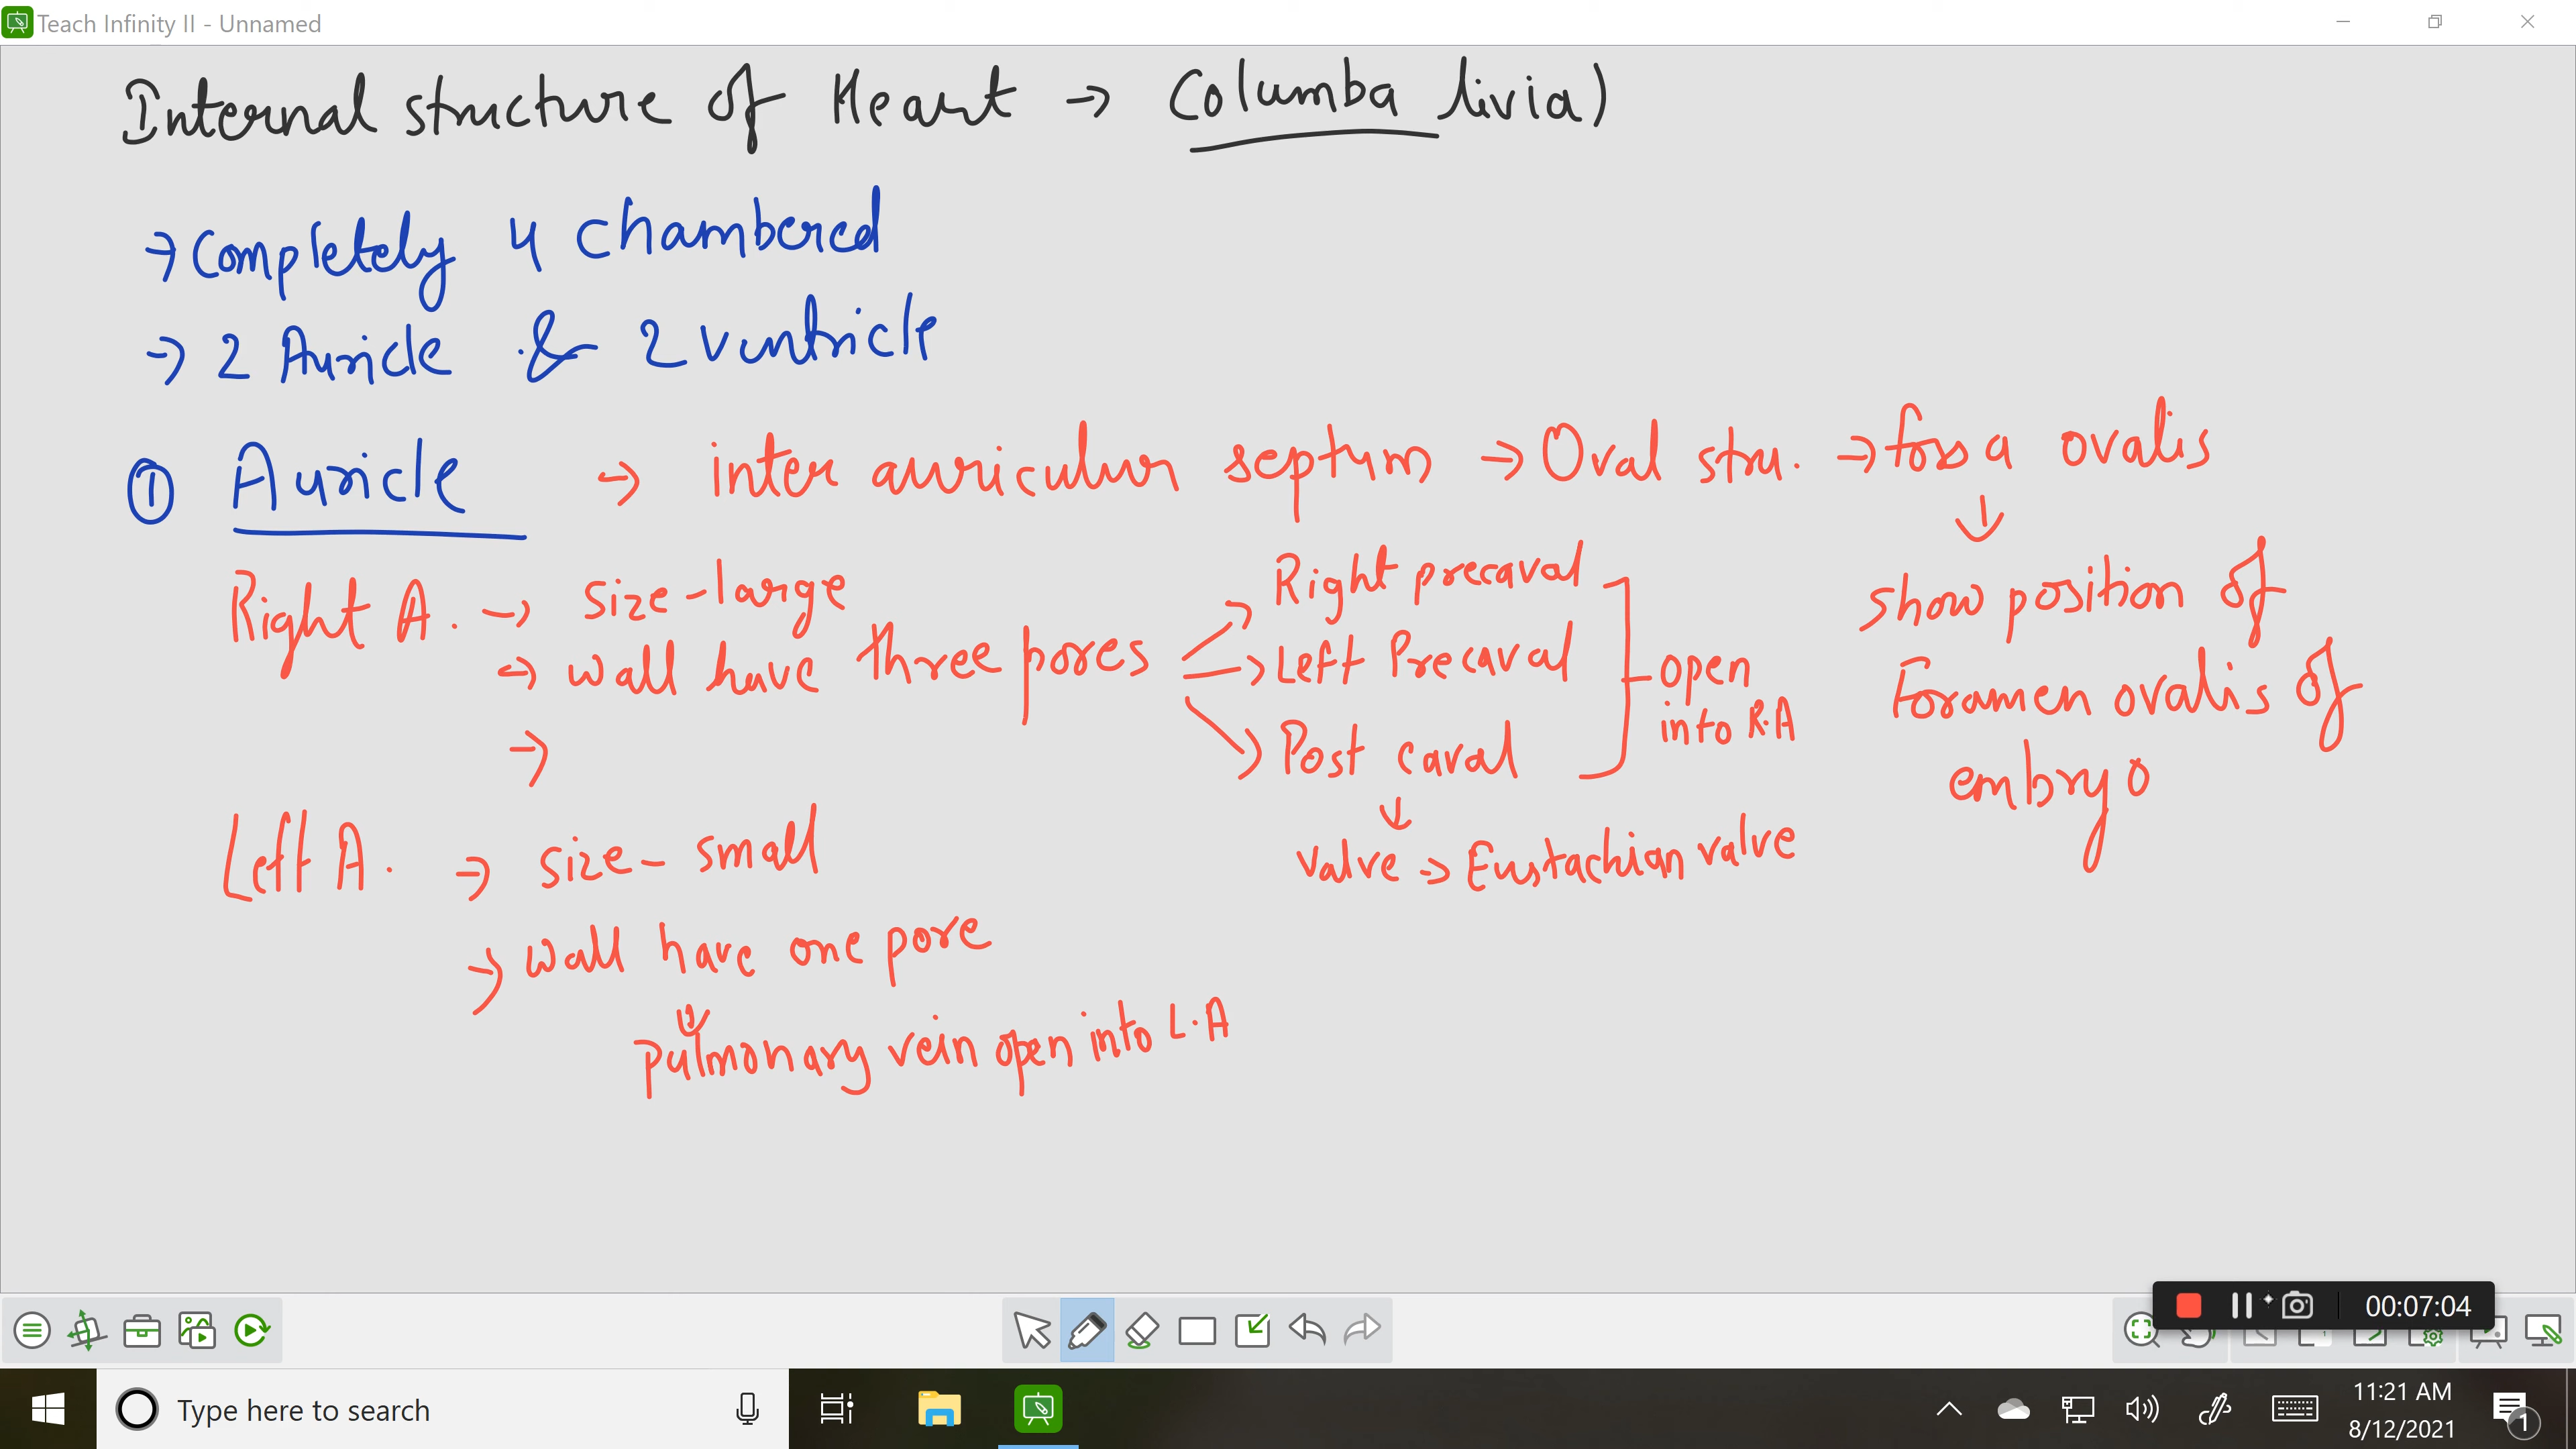 Teach Infinity II - Unnamed
Internal structure of Heart → Columba livia)
→ Completely 4 chambered
→ 2 Auricle & 2 ventricle
① Auricle → inter auricular septum → Oval stru. → fossa ovalis
↓
show position of
Foramen ovalis of
embryo
Right A. → size - large
→ wall have three pores
→ Right precaval
→ Left Precaval
→ Post caval
open
into R.A
↓
valve → Eustachian valve
→
Left A. → size - small
→ wall have one pore
↓
pulmonary vein open into L.A
00:07:04
Type here to search
11:21 AM
8/12/2021
1